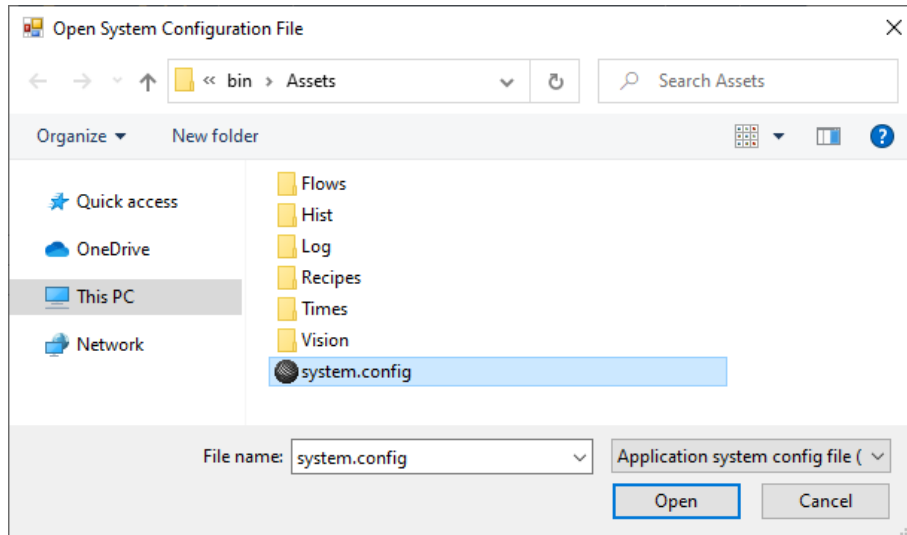 Open System Configuration File
« bin > Assets
Search Assets
Organize
New folder
Quick access
OneDrive
This PC
Network
Flows
Hist
Log
Recipes
Times
Vision
system.config
File name: system.config
Application system config file (
Open
Cancel